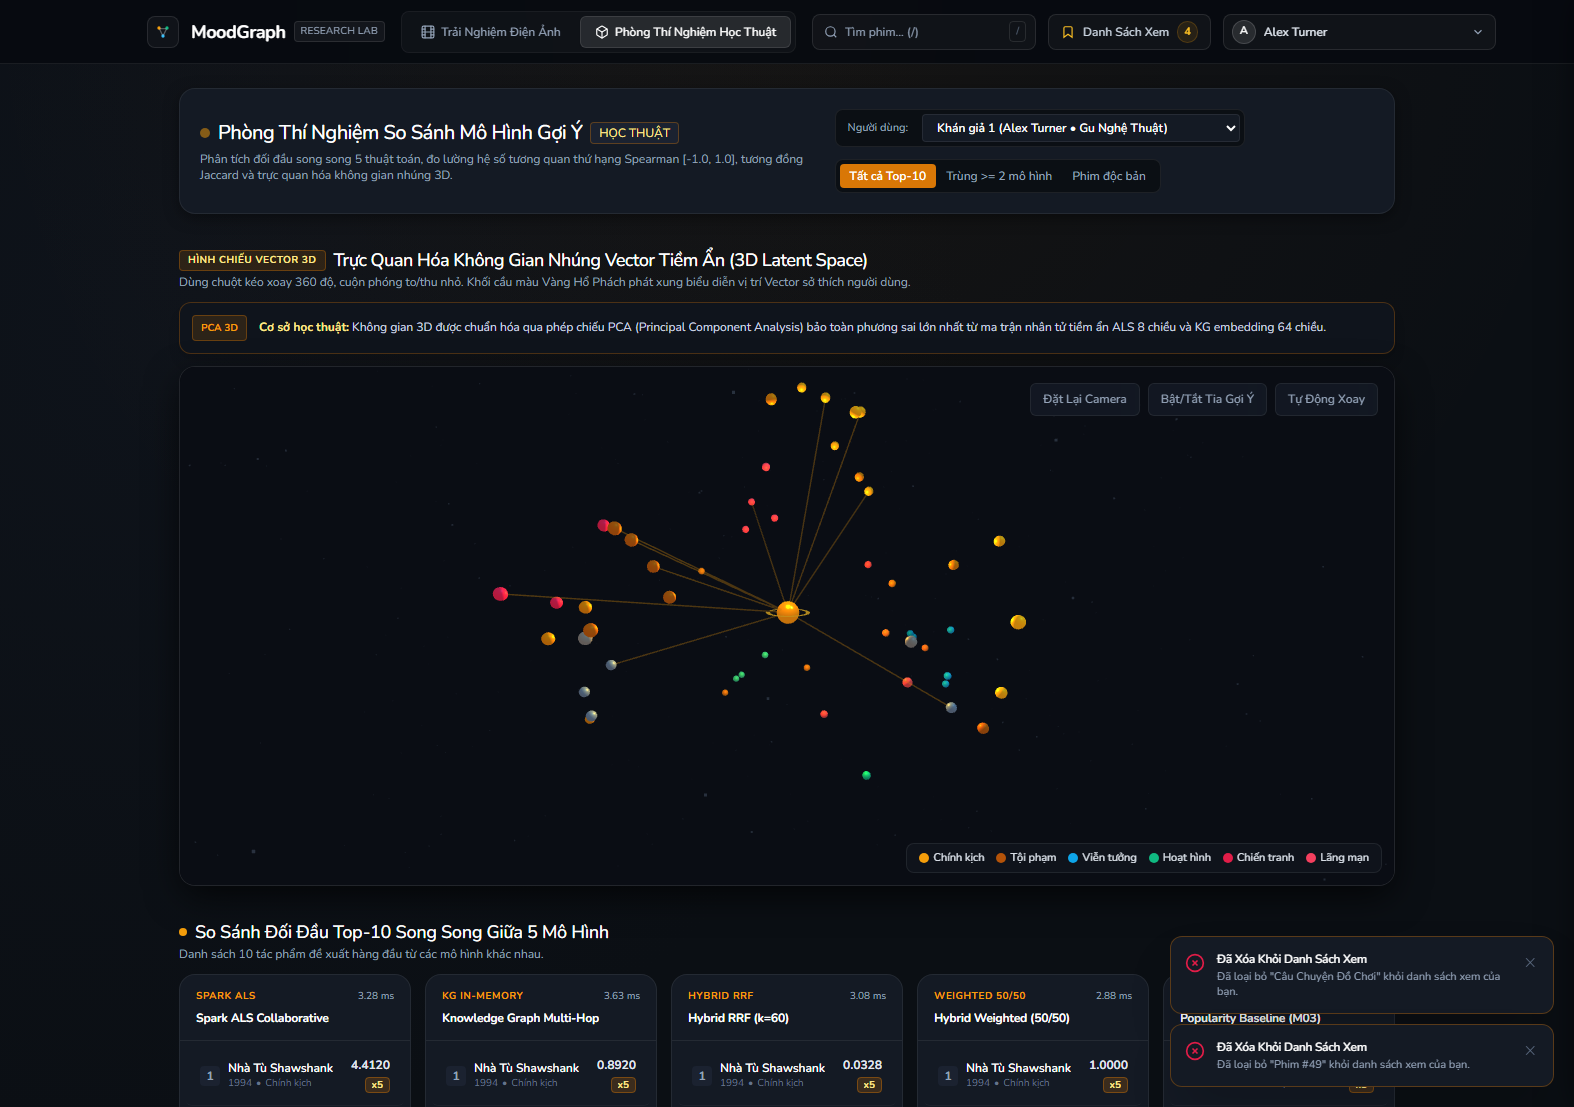 MoodGraph
RESEARCH LAB
Trải Nghiệm Điện Ảnh
Phòng Thí Nghiệm Học Thuật
Tìm phim... (/)
/
Danh Sách Xem
4
A
Alex Turner
Phòng Thí Nghiệm So Sánh Mô Hình Gợi Ý
HỌC THUẬT
Phân tích đối đầu song song 5 thuật toán, đo lường hệ số tương quan thứ hạng Spearman [-1.0, 1.0], tương đồng
Jaccard và trực quan hóa không gian nhúng 3D.
Người dùng:
Khán giả 1 (Alex Turner • Gu Nghệ Thuật)
Tất cả Top-10
Trùng >= 2 mô hình
Phim độc bản
HÌNH CHIẾU VECTOR 3D
Trực Quan Hóa Không Gian Nhúng Vector Tiềm Ẩn (3D Latent Space)
Dùng chuột kéo xoay 360 độ, cuộn phóng to/thu nhỏ. Khối cầu màu Vàng Hổ Phách phát xung biểu diễn vị trí Vector sở thích người dùng.
PCA 3D
Cơ sở học thuật: Không gian 3D được chuẩn hóa qua phép chiếu PCA (Principal Component Analysis) bảo toàn phương sai lớn nhất từ ma trận nhân tử tiềm ẩn ALS 8 chiều và KG embedding 64 chiều.
Đặt Lại Camera
Bật/Tắt Tia Gợi Ý
Tự Động Xoay
Chính kịch
Tội phạm
Viễn tưởng
Hoạt hình
Chiến tranh
Lãng mạn
So Sánh Đối Đầu Top-10 Song Song Giữa 5 Mô Hình
Danh sách 10 tác phẩm đề xuất hàng đầu từ các mô hình khác nhau.
SPARK ALS
3.28 ms
Spark ALS Collaborative
1
Nhà Tù Shawshank
4.4120
1994 • Chính kịch
x5
KG IN-MEMORY
3.63 ms
Knowledge Graph Multi-Hop
1
Nhà Tù Shawshank
0.8920
1994 • Chính kịch
x5
HYBRID RRF
3.08 ms
Hybrid RRF (k=60)
1
Nhà Tù Shawshank
0.0328
1994 • Chính kịch
x5
WEIGHTED 50/50
2.88 ms
Hybrid Weighted (50/50)
1
Nhà Tù Shawshank
1.0000
1994 • Chính kịch
x5
Popularity Baseline (M03)
Đã Xóa Khỏi Danh Sách Xem
Đã loại bỏ "Câu Chuyện Đồ Chơi" khỏi danh sách xem của
bạn.
Đã Xóa Khỏi Danh Sách Xem
Đã loại bỏ "Phim #49" khỏi danh sách xem của bạn.